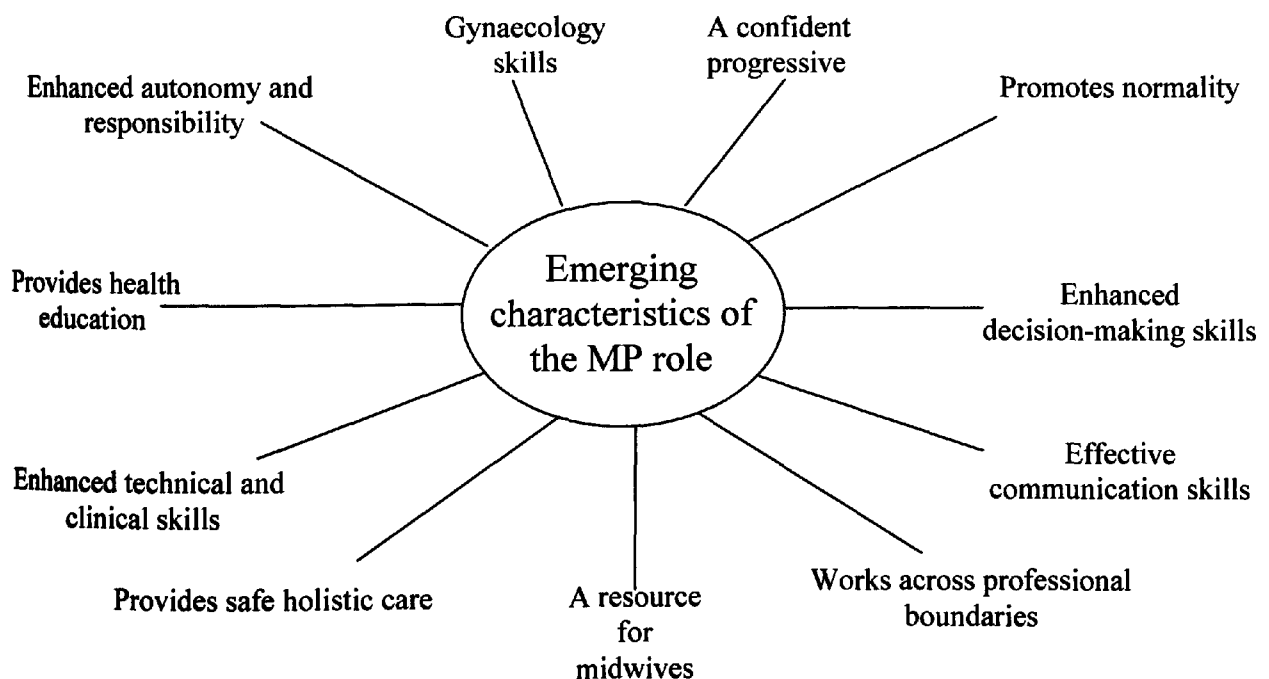 Gynaecology
skills
A confident
progressive
Enhanced autonomy and
responsibility
Promotes normality
Provides health
education
Emerging
characteristics of
the MP role
Enhanced
decision-making skills
Enhanced technical and
clinical skills
Effective
communication skills
Provides safe holistic care
A resource
for
midwives
Works across professional
boundaries